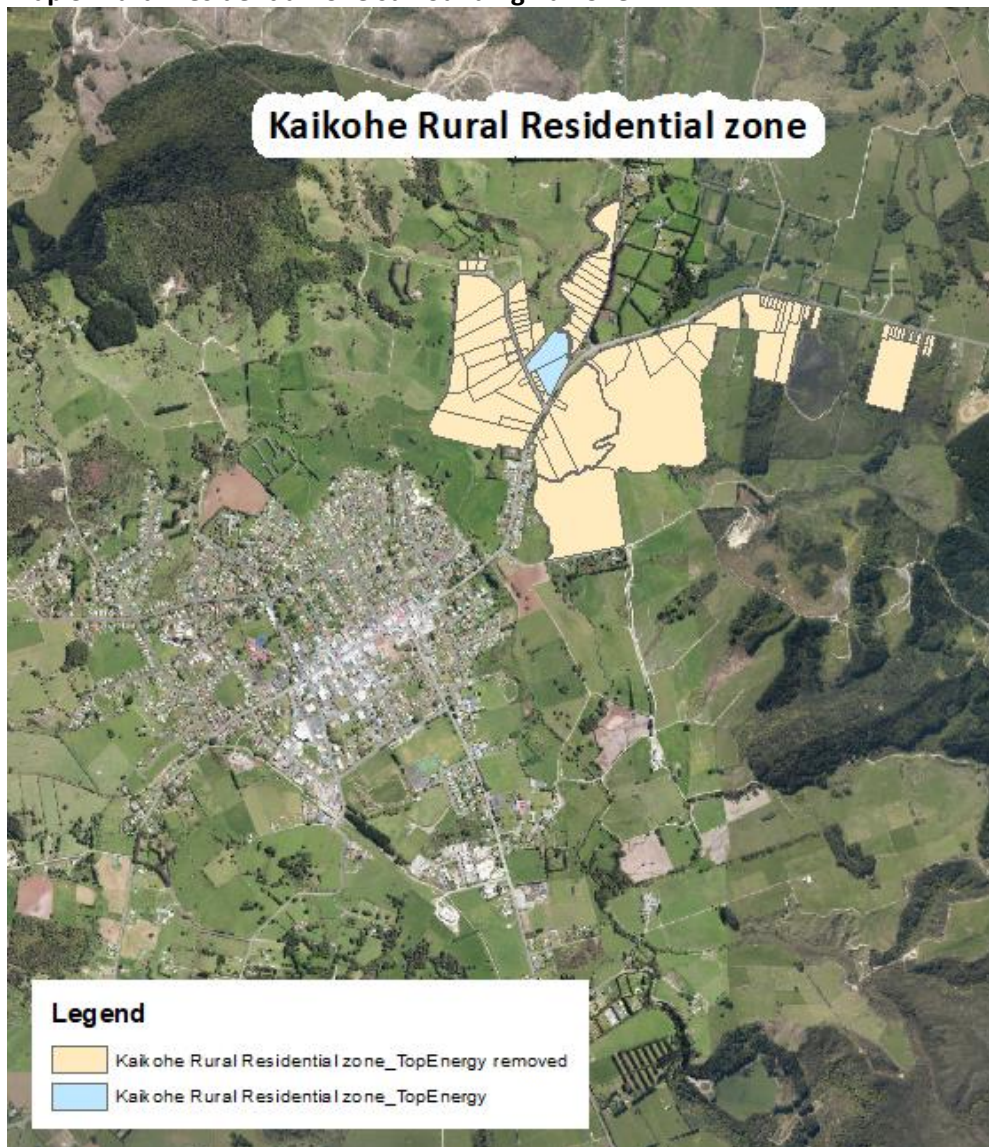 Kaikohe Rural Residential zone
Legend
Kaikohe Rural Residential zone_TopEnergy removed
Kaikohe Rural Residential zone_TopEnergy